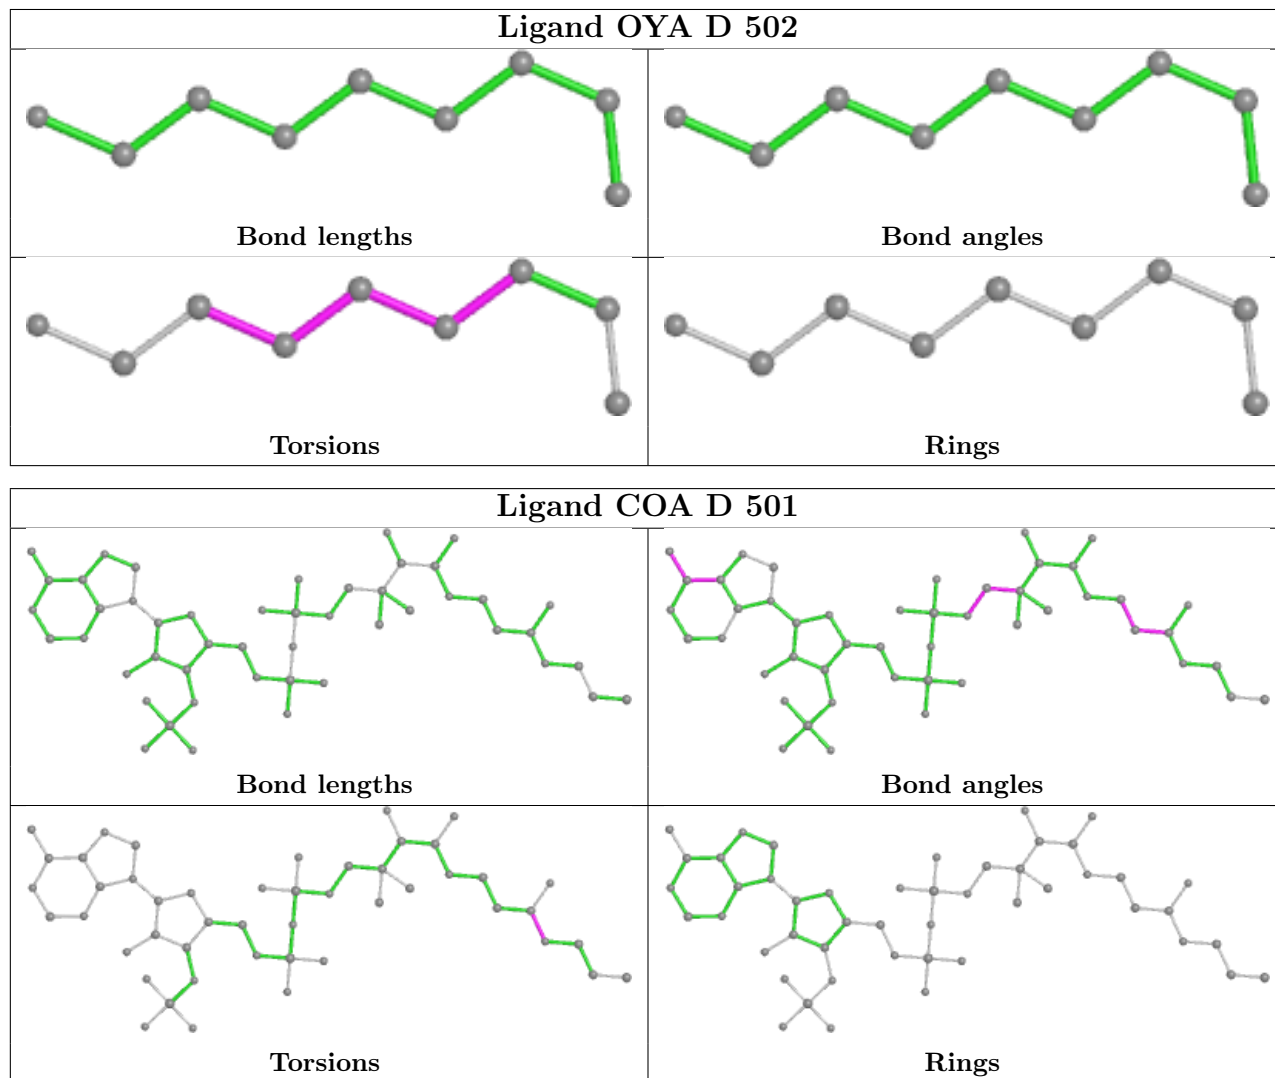 Ligand OYA D 502
Bond lengths
Bond angles
Torsions
Rings
Ligand COA D 501
Bond lengths
Bond angles
Torsions
Rings